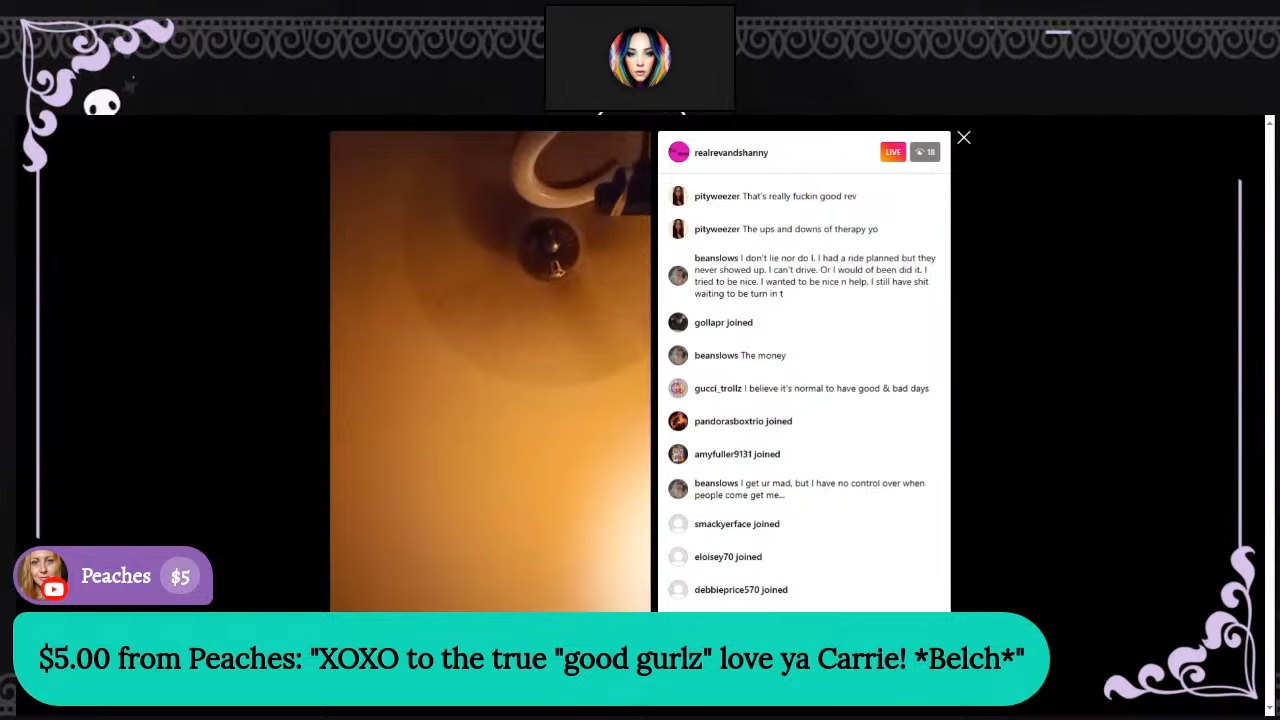 realrevandshanny
LIVE
18
pityweezer That's really fuckin good rev
pityweezer The ups and downs of therapy yo
beanslows I don't lie nor do I. I had a ride planned but they
never showed up. I can't drive. Or I would of been did it. I
tried to be nice. I wanted to be nice n help. I still have shit
waiting to be turn in t
gollapr joined
beanslows The money
gucci_trollz I believe it's normal to have good & bad days
pandorasboxtrio joined
amyfuller9131 joined
beanslows I get ur mad, but I have no control over when
people come get me...
smackyerface joined
eloisey70 joined
debbieprice570 joined
Peaches $5
$5.00 from Peaches: "XOXO to the true "good gurlz" love ya Carrie! *Belch*"